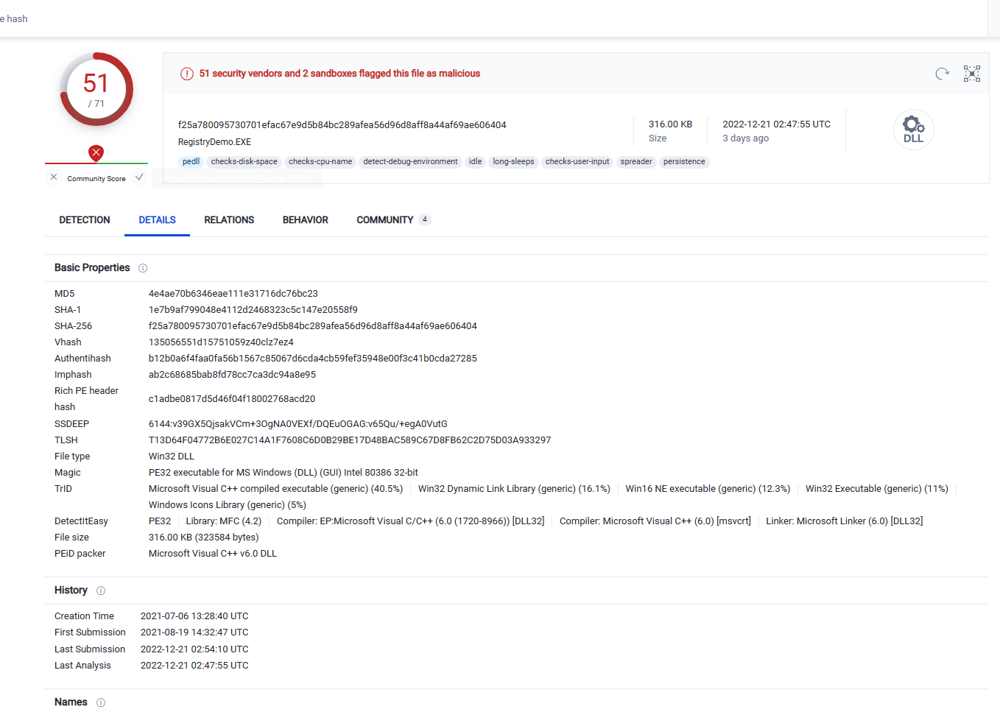 e hash
51
/ 71
51 security vendors and 2 sandboxes flagged this file as malicious
f25a780095730701efac67e9d5b84bc289afea56d96d8aff8a44af69ae606404
RegistryDemo.EXE
316.00 KB
Size
2022-12-21 02:47:55 UTC
3 days ago
DLL
pedll checks-disk-space checks-cpu-name detect-debug-environment idle long-sleeps checks-user-input spreader persistence
Community Score
DETECTION DETAILS RELATIONS BEHAVIOR COMMUNITY 4
Basic Properties
MD5 4e4ae70b6346eae111e31716dc76bc23
SHA-1 1e7b9af799048e4112d2468323c5c147e20558f9
SHA-256 f25a780095730701efac67e9d5b84bc289afea56d96d8aff8a44af69ae606404
Vhash 135056551d15751059z40clz7ez4
Authentihash b12b0a6f4faa0fa56b1567c85067d6cda4cb59fef35948e00f3c41b0cda27285
Imphash ab2c68685bab8fd78cc7ca3dc94a8e95
Rich PE header
hash c1adbe0817d5d46f04f18002768acd20
SSDEEP 6144:v39GX5QjsakVCm+3OgNA0VEXf/DQEuOGAG:v65Qu/+egA0VutG
TLSH T13D64F04772B6E027C14A1F7608C6D0B29BE17D48BAC589C67D8FB62C2D75D03A933297
File type Win32 DLL
Magic PE32 executable for MS Windows (DLL) (GUI) Intel 80386 32-bit
TrID Microsoft Visual C++ compiled executable (generic) (40.5%) Win32 Dynamic Link Library (generic) (16.1%) Win16 NE executable (generic) (12.3%) Win32 Executable (generic) (11%)
Windows Icons Library (generic) (5%)
DetectItEasy PE32 Library: MFC (4.2) Compiler: EP:Microsoft Visual C/C++ (6.0 (1720-8966)) [DLL32] Compiler: Microsoft Visual C++ (6.0) [msvcrt] Linker: Microsoft Linker (6.0) [DLL32]
File size 316.00 KB (323584 bytes)
PEiD packer Microsoft Visual C++ v6.0 DLL
History
Creation Time 2021-07-06 13:28:40 UTC
First Submission 2021-08-19 14:32:47 UTC
Last Submission 2022-12-21 02:54:10 UTC
Last Analysis 2022-12-21 02:47:55 UTC
Names